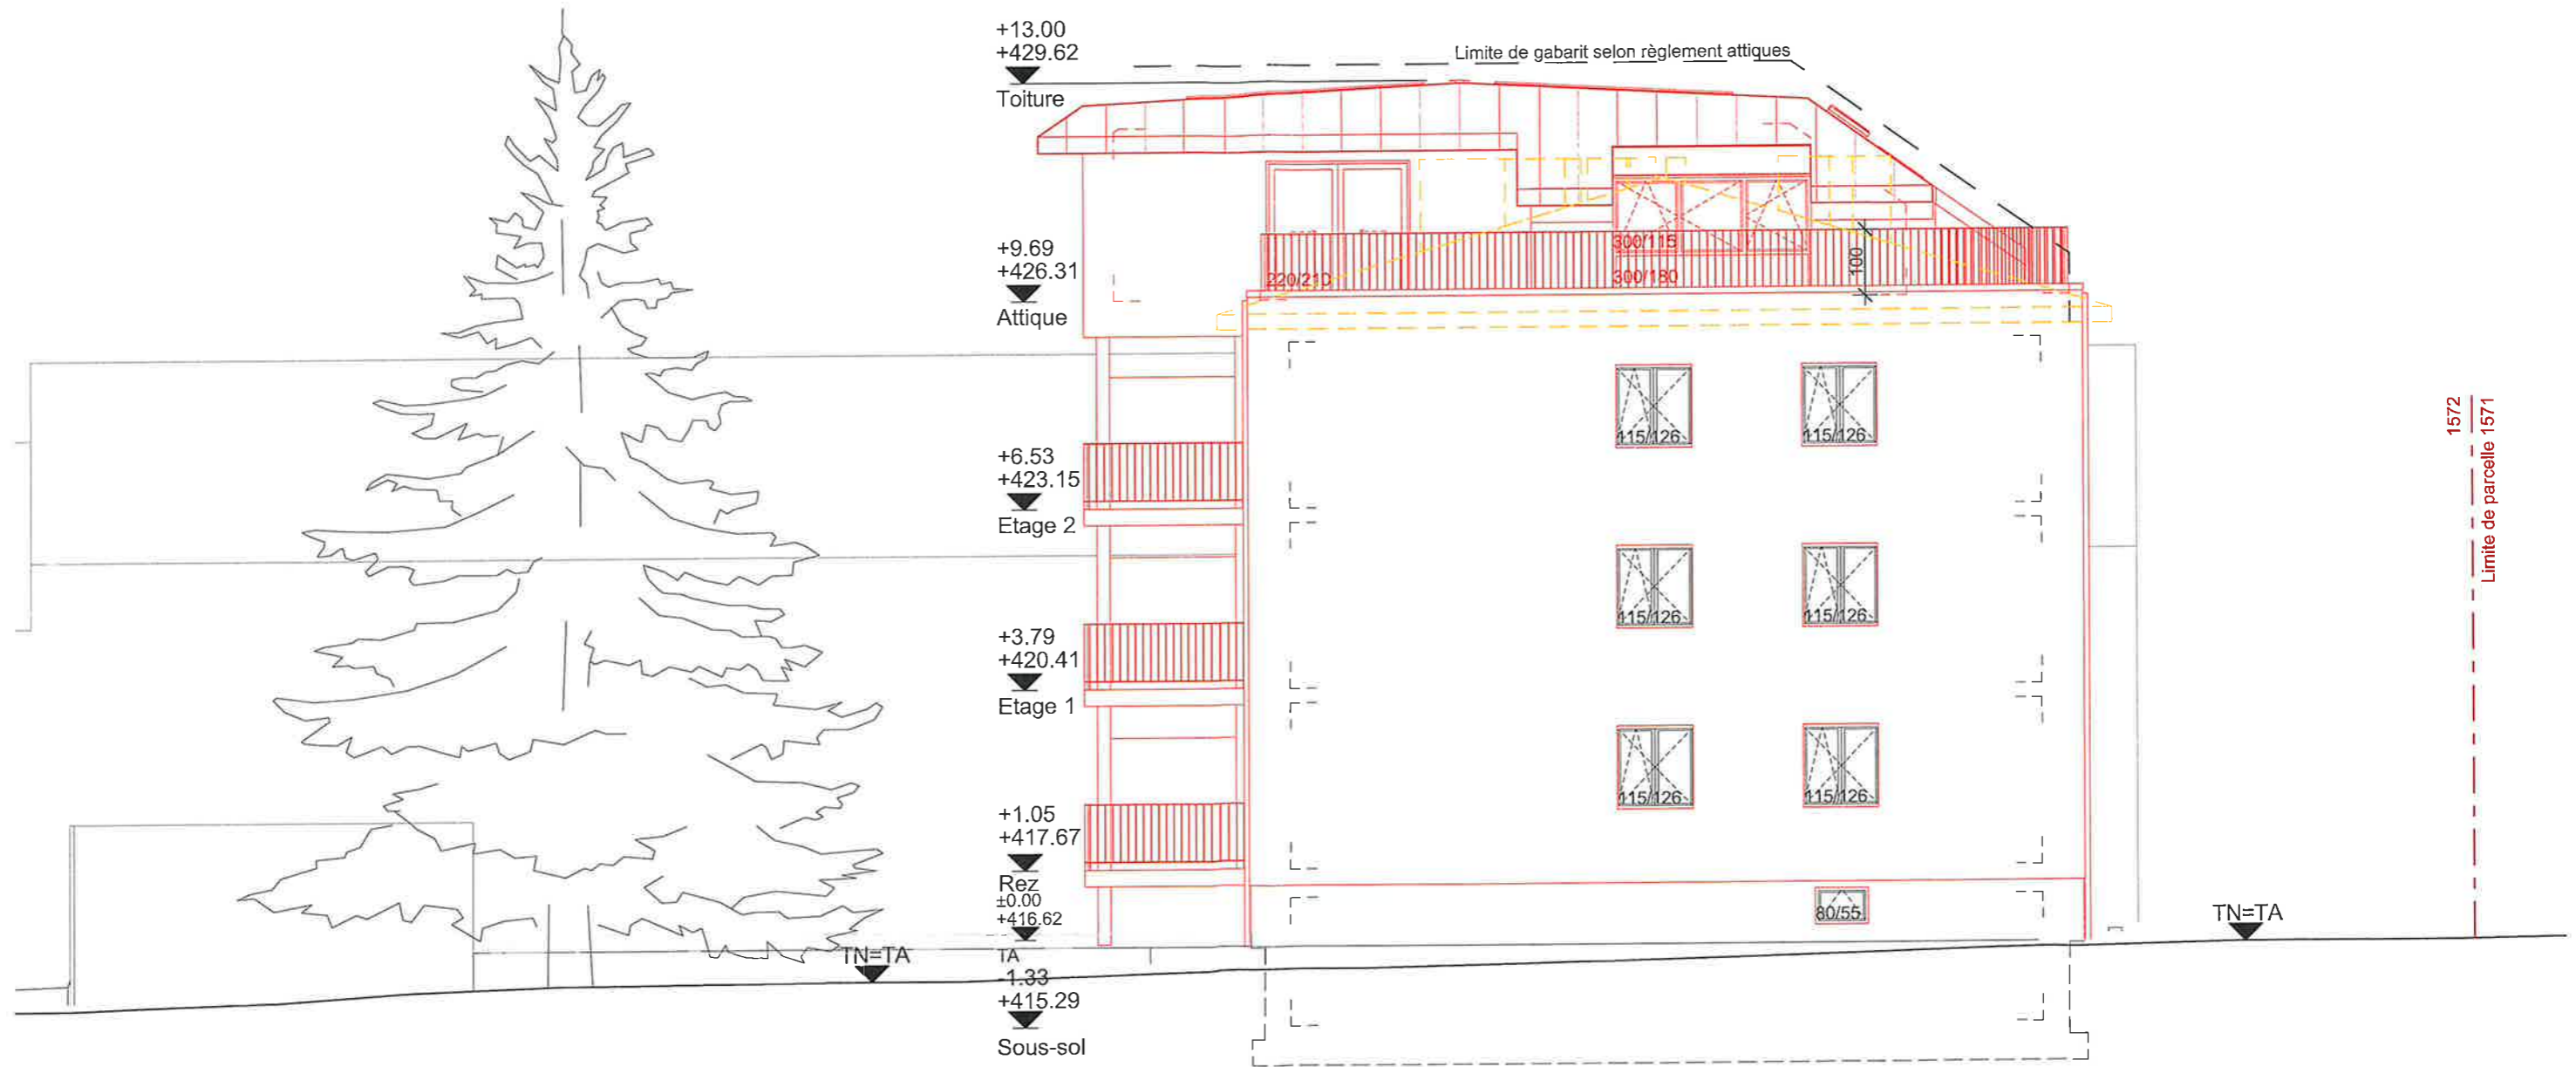 +13.00
+429.62
Toiture
Limite de gabarit selon règlement attiques
+9.69
+426.31
Attique
220/210
300/115
300/180
100
+6.53
+423.15
Etage 2
115/126
115/126
+3.79
+420.41
Etage 1
115/126
115/126
+1.05
+417.67
Rez
±0.00
+416.62
TA
-1.33
+415.29
Sous-sol
115/126
115/126
80/55
TN=TA
TN=TA
1572
Limite de parcelle 1571